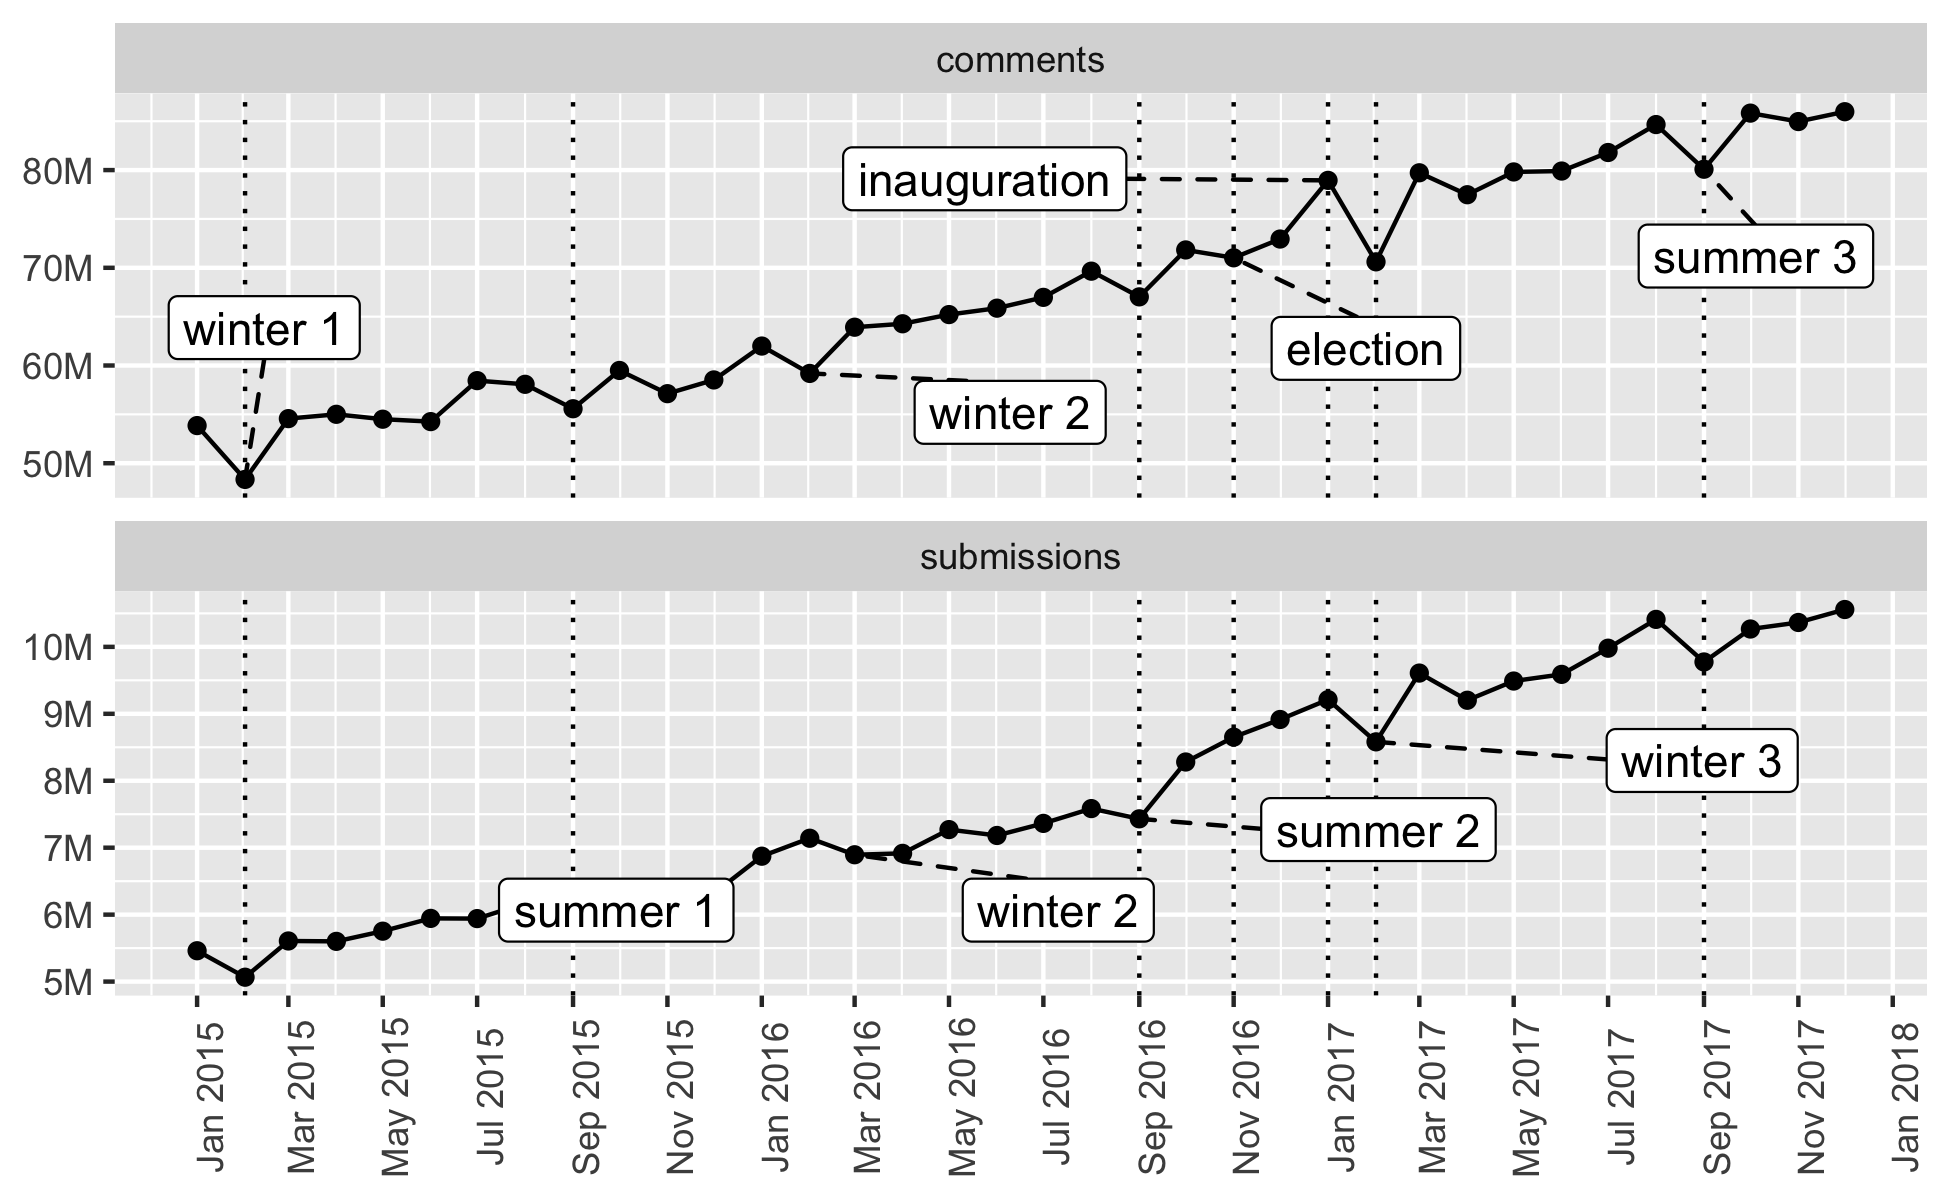 comments
80M
70M
60M
50M
inauguration
summer 3
winter 1
election
winter 2
submissions
10M
9M
8M
7M
6M
5M
winter 3
summer 2
summer 1
winter 2
Jan 2015
Mar 2015
May 2015
Jul 2015
Sep 2015
Nov 2015
Jan 2016
Mar 2016
May 2016
Jul 2016
Sep 2016
Nov 2016
Jan 2017
Mar 2017
May 2017
Jul 2017
Sep 2017
Nov 2017
Jan 2018